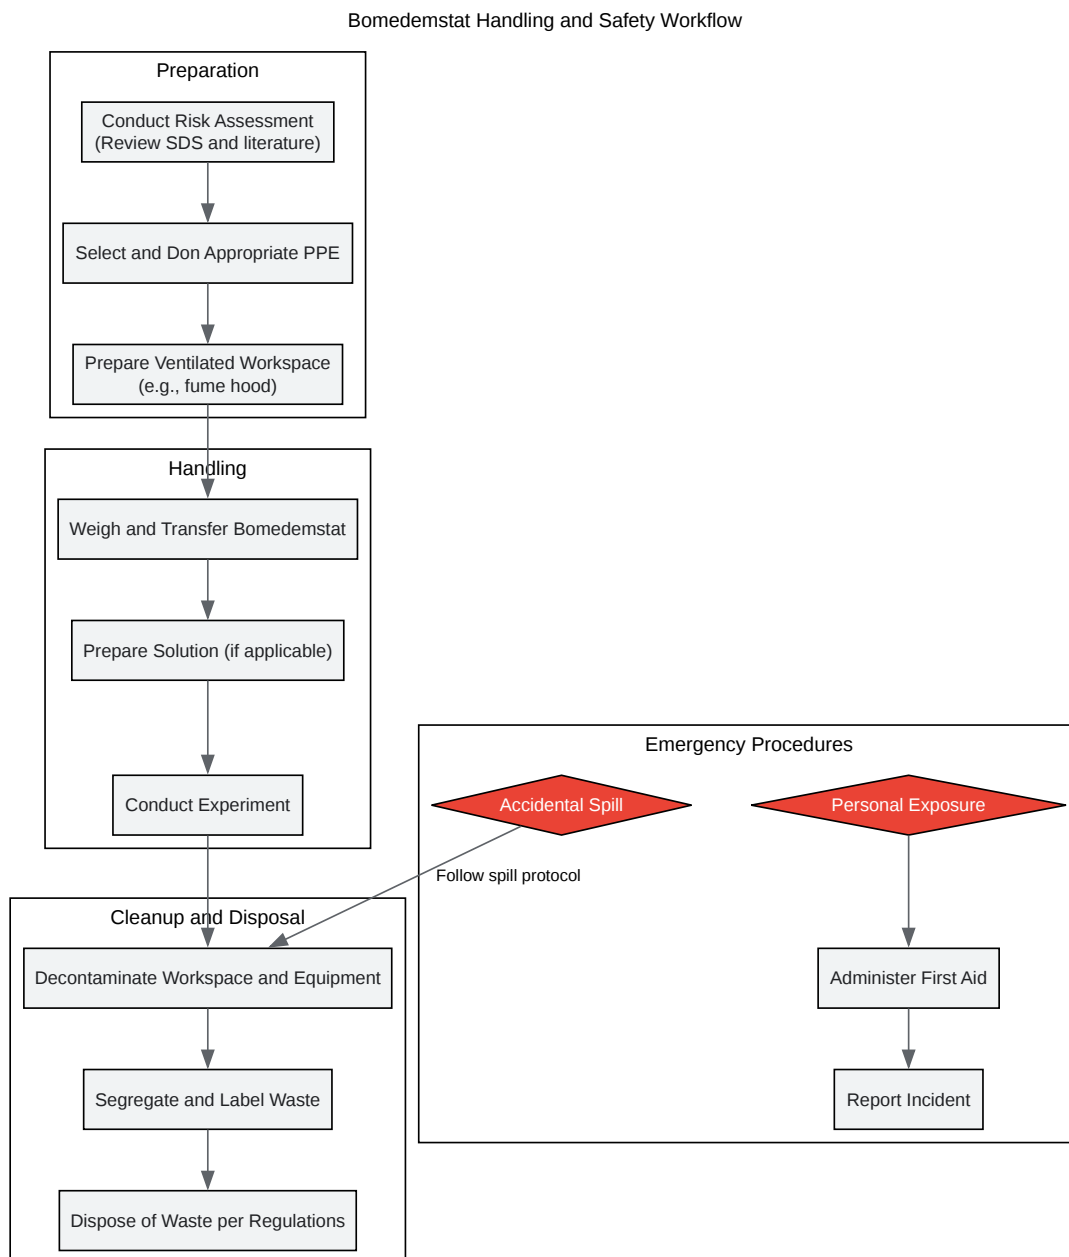 Bomedemstat Handling and Safety Workflow
Preparation
Conduct Risk Assessment
(Review SDS and literature)
Select and Don Appropriate PPE
Prepare Ventilated Workspace
(e.g., fume hood)
Handling
Weigh and Transfer Bomedemstat
Prepare Solution (if applicable)
Conduct Experiment
Emergency Procedures
Accidental Spill
Personal Exposure
Follow spill protocol
Administer First Aid
Report Incident
Cleanup and Disposal
Decontaminate Workspace and Equipment
Segregate and Label Waste
Dispose of Waste per Regulations